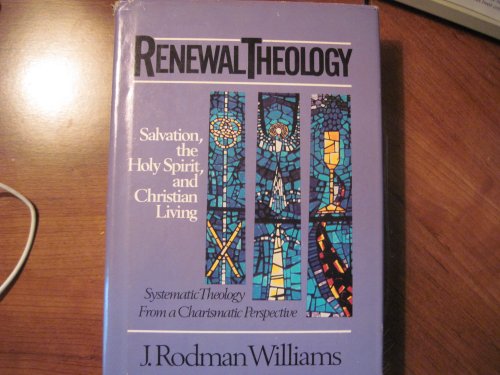 RENEWAL THEOLOGY
Salvation,
the
Holy Spirit,
and
Christian
Living
Systematic Theology
From a Charismatic Perspective
J. Rodman Williams